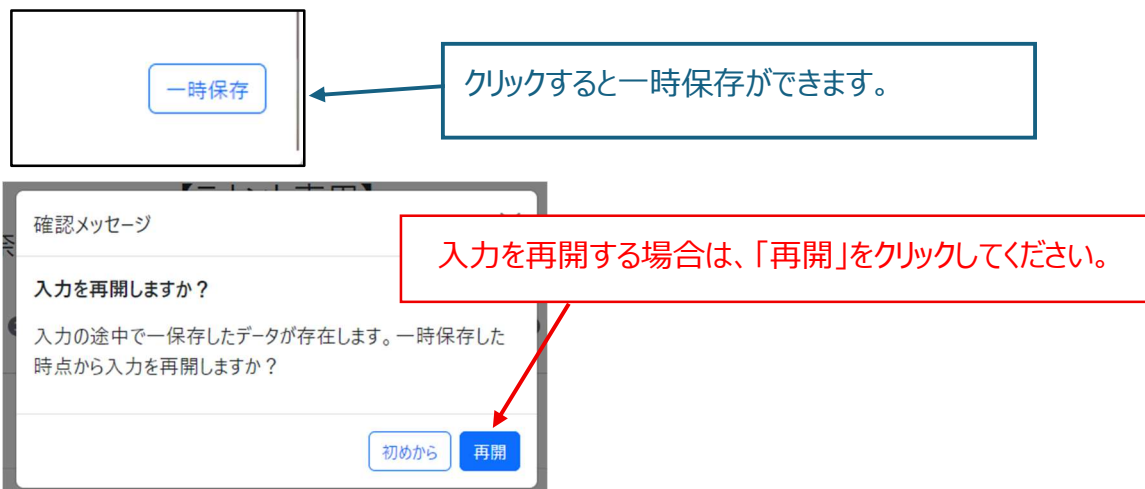 一時保存
クリックすると一時保存ができます。
確認メッセージ
入力を再開する場合は、「再開」をクリックしてください。
入力を再開しますか？
入力の途中で一保存したデータが存在します。一時保存した
時点から入力を再開しますか？
初めから
再開